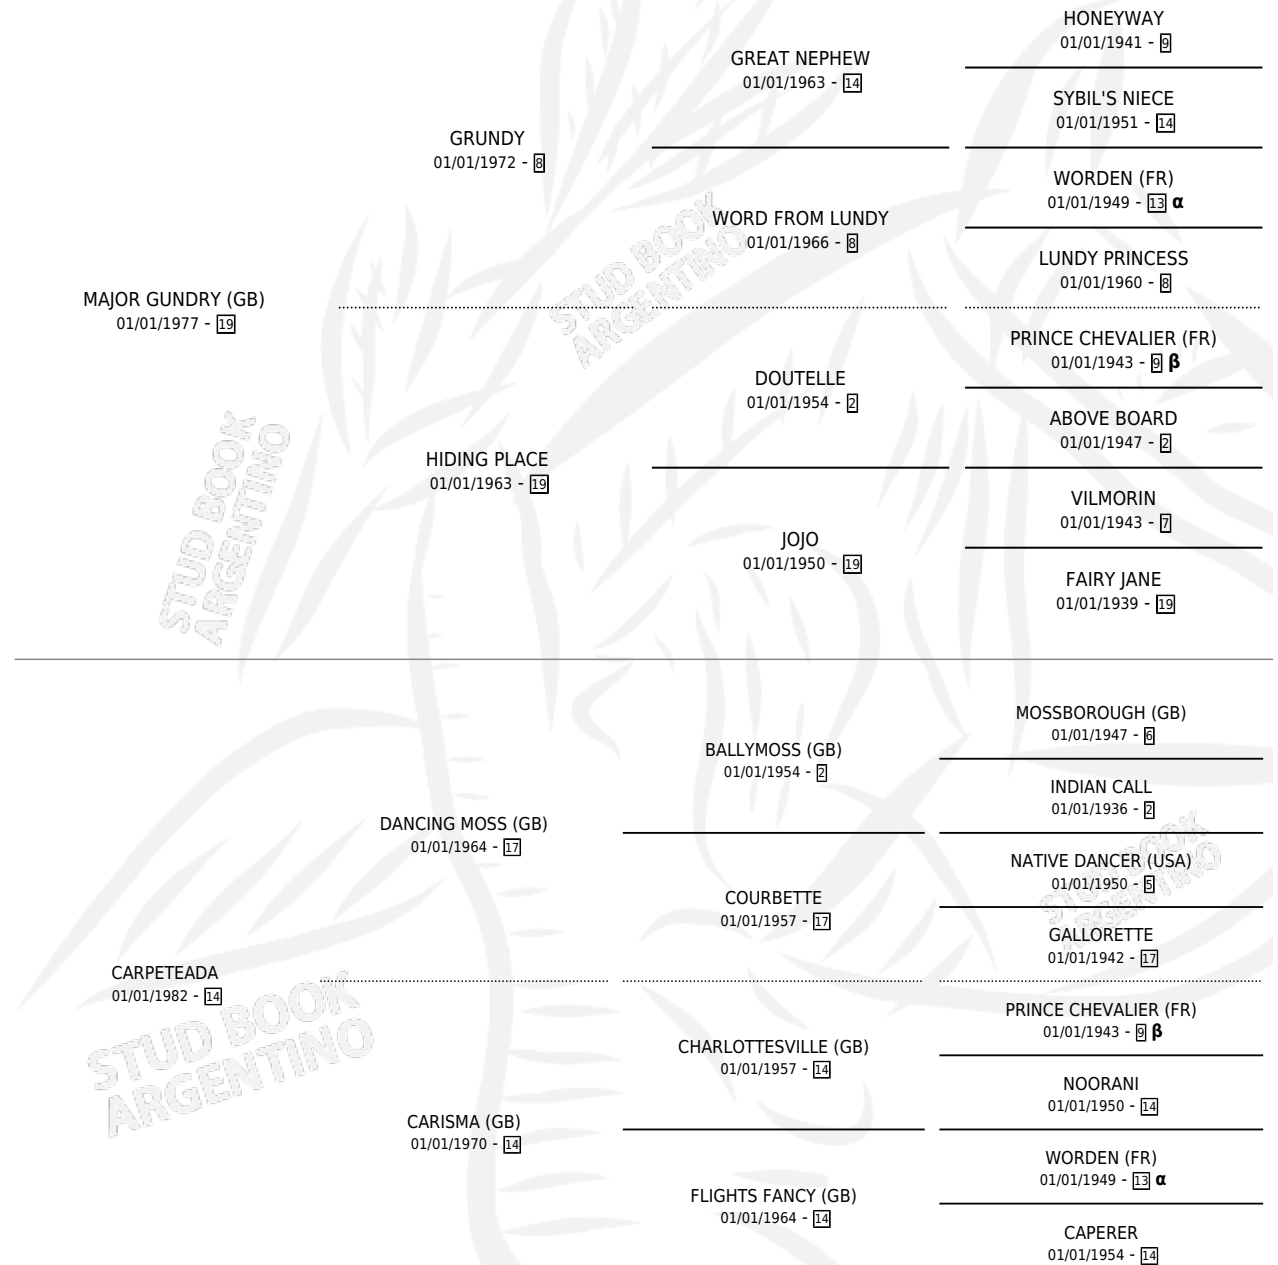 HONEYWAY
01/01/1941 - 9
GREAT NEPHEW
01/01/1963 - 14
SYBIL'S NIECE
01/01/1951 - 14
GRUNDY
01/01/1972 - 8
WORDEN (FR)
01/01/1949 - 13 α
WORD FROM LUNDY
01/01/1966 - 8
LUNDY PRINCESS
01/01/1960 - 8
MAJOR GUNDRY (GB)
01/01/1977 - 19
PRINCE CHEVALIER (FR)
01/01/1943 - 9 β
DOUTELLE
01/01/1954 - 2
ABOVE BOARD
01/01/1947 - 2
HIDING PLACE
01/01/1963 - 19
VILMORIN
01/01/1943 - 7
JOJO
01/01/1950 - 19
FAIRY JANE
01/01/1939 - 19
MOSSBOROUGH (GB)
01/01/1947 - 6
BALLYMOSS (GB)
01/01/1954 - 2
INDIAN CALL
01/01/1936 - 2
DANCING MOSS (GB)
01/01/1964 - 17
NATIVE DANCER (USA)
01/01/1950 - 5
COURBETTE
01/01/1957 - 17
GALLORETTE
01/01/1942 - 17
CARPETEADA
01/01/1982 - 14
PRINCE CHEVALIER (FR)
01/01/1943 - 9 β
CHARLOTTESVILLE (GB)
01/01/1957 - 14
NOORANI
01/01/1950 - 14
CARISMA (GB)
01/01/1970 - 14
WORDEN (FR)
01/01/1949 - 13 α
FLIGHTS FANCY (GB)
01/01/1964 - 14
CAPERER
01/01/1954 - 14
STUD BOOK
ARGENTINO
STUD BOOK
ARGENTINO
STUD BOOK
ARGENTINO
STUD BOOK
ARGENTINO